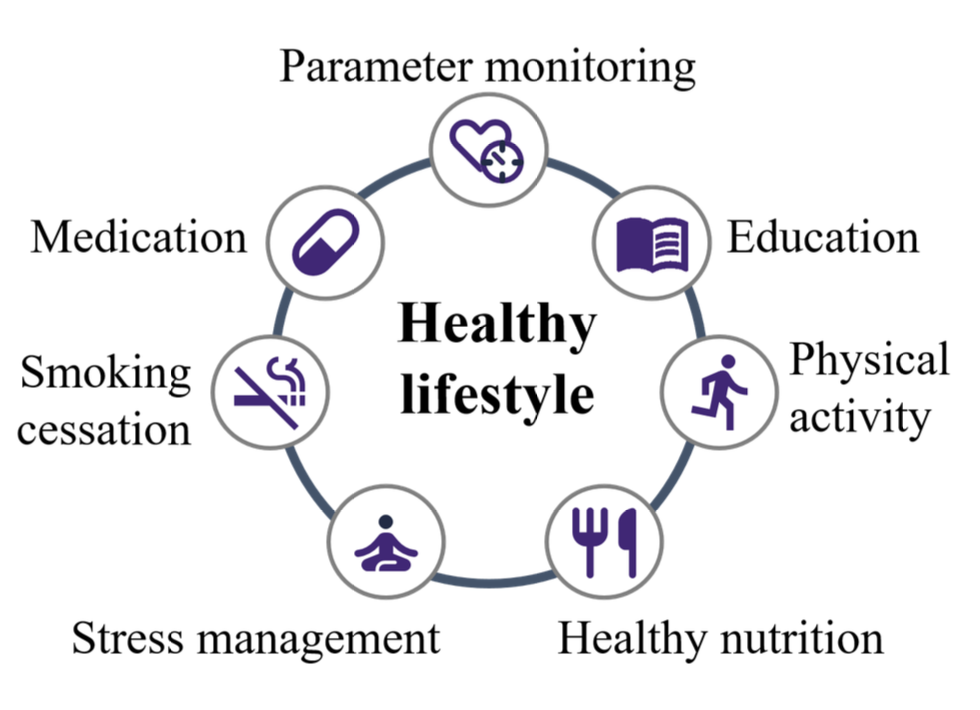 Parameter monitoring
Medication
Education
Healthy
lifestyle
Smoking
cessation
Physical
activity
Stress management
Healthy nutrition